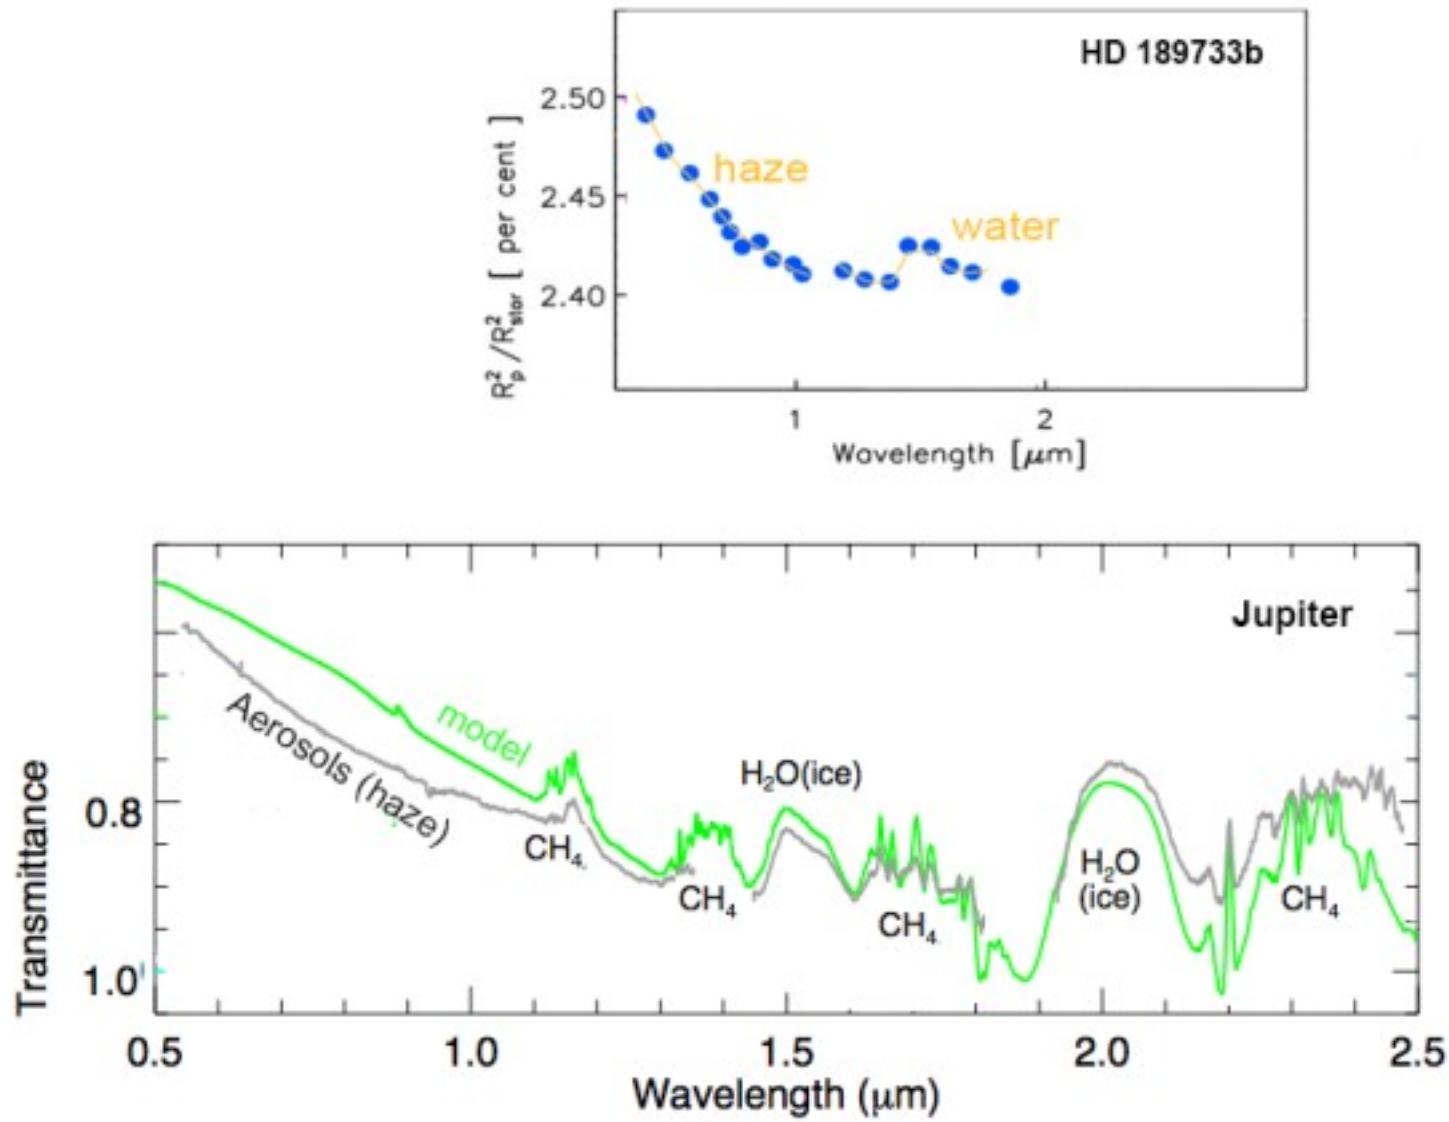 HD 189733b
2.50
2.45
2.40
R²ₚ/R²ₛₜₐᵣ [ per cent ]
haze
water
1
2
Wavelength [μm]
Jupiter
model
Aerosols (haze)
CH₄
H₂O(ice)
CH₄
CH₄
H₂O
(ice)
CH₄
Transmittance
0.8
1.0
0.5
1.0
1.5
2.0
2.5
Wavelength (μm)